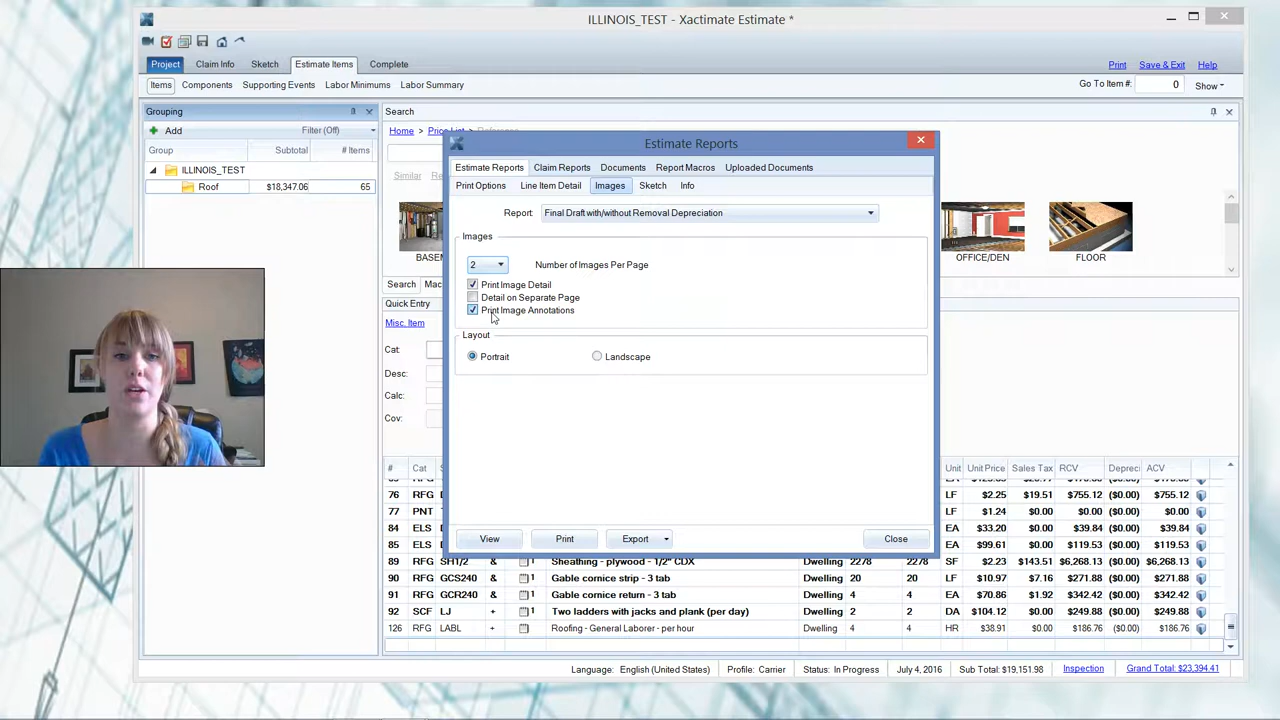 ILLINOIS_TEST - Xactimate Estimate *
Project Claim Info Sketch Estimate Items Complete
Print Save & Exit Help
Items Components Supporting Events Labor Minimums Labor Summary
Go To Item #: 0 Show
Grouping
Search
Add Filter (Off)
Home > Price List >
Group Subtotal # Items
ILLINOIS_TEST
Roof $18,347.06 65
Similar
OFFICE/DEN
FLOOR
Search
Quick Entry
Misc. Item
Cat:
Desc:
Calc:
Cov:
Estimate Reports
Estimate Reports Claim Reports Documents Report Macros Uploaded Documents
Print Options Line Item Detail Images Sketch Info
Report: Final Draft with/without Removal Depreciation
Images
2 Number of Images Per Page
Print Image Detail
Detail on Separate Page
Print Image Annotations
Layout
Portrait Landscape
View Print Export Close
# Cat Unit Unit Price Sales Tax RCV Depreci ACV
76 RFG LF $2.25 $19.51 $755.12 ($0.00) $755.12
77 PNT LF $1.24 $0.00 $0.00 ($0.00) $0.00
84 ELS EA $33.20 $0.00 $39.84 ($0.00) $39.84
85 ELS EA $99.61 $0.00 $119.53 ($0.00) $119.53
89 SFG SH1/2 & 1 Sheathing - plywood - 1/2" CDX Dwelling 2278 2278 SF $2.23 $143.51 $6,268.13 ($0.00) $6,268.13
90 RFG GCS240 & 1 Gable cornice strip - 3 tab Dwelling 20 20 LF $10.97 $7.16 $271.88 ($0.00) $271.88
91 RFG GCR240 & 1 Gable cornice return - 3 tab Dwelling 4 4 EA $70.86 $1.92 $342.42 ($0.00) $342.42
92 SCF LJ + 1 Two ladders with jacks and plank (per day) Dwelling 2 2 DA $104.12 $0.00 $249.88 ($0.00) $249.88
126 RFG LABL + Roofing - General Laborer - per hour Dwelling 4 4 HR $38.91 $0.00 $186.76 ($0.00) $186.76
Language: English (United States) Profile: Carrier Status: In Progress July 4, 2016 Sub Total: $19,151.98 Inspection Grand Total: $23,394.41